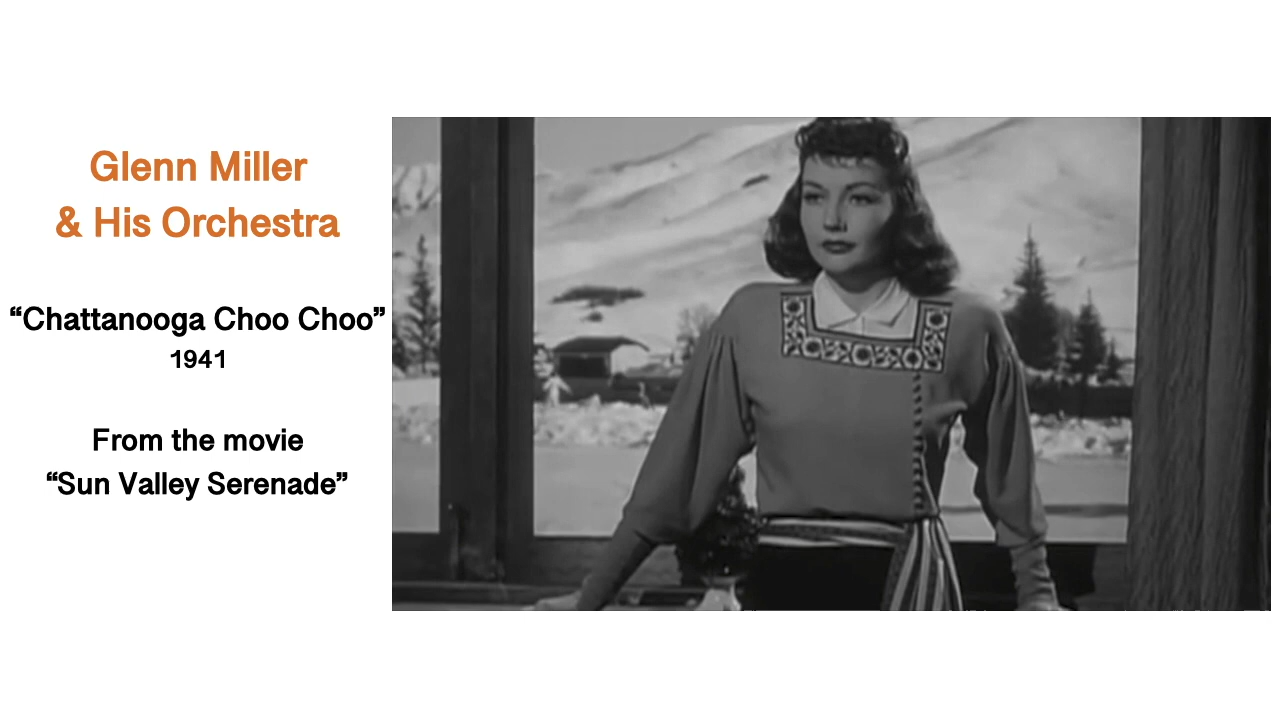 Glenn Miller
& His Orchestra
“Chattanooga Choo Choo”
1941
From the movie
“Sun Valley Serenade”